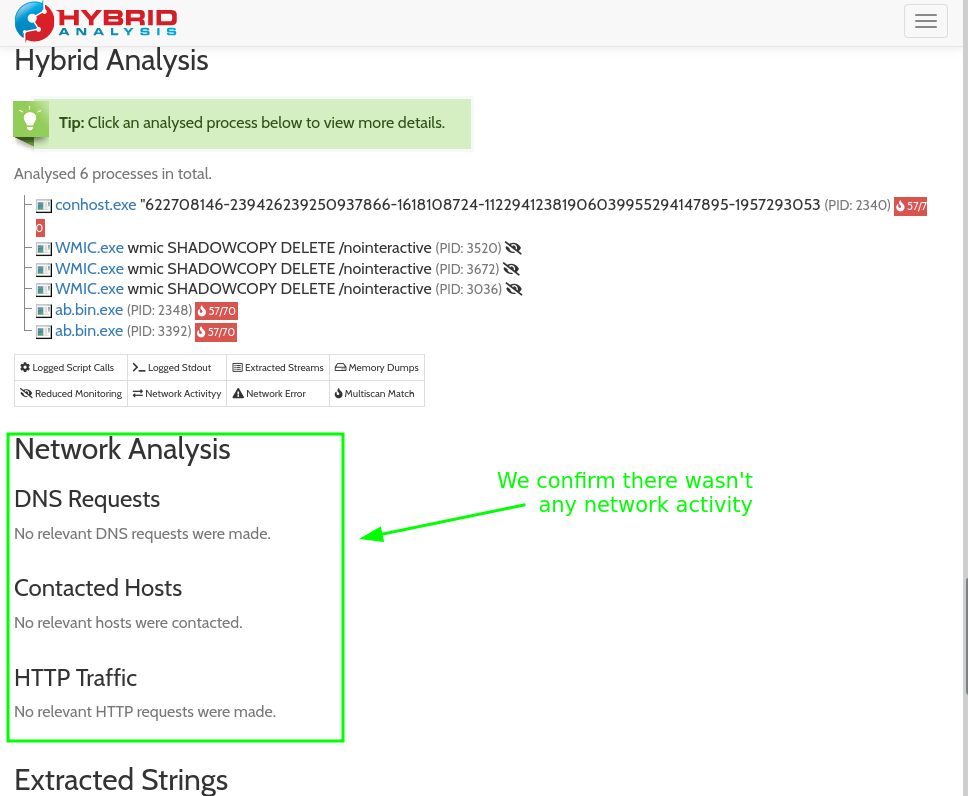 HYBRID
ANALYSIS
Hybrid Analysis
Tip: Click an analysed process below to view more details.
Analysed 6 processes in total.
conhost.exe "622708146-239426239250937866-1618108724-1122941238190603995529414​7895-1957293053 (PID: 2340) 57/7
0
WMIC.exe wmic SHADOWCOPY DELETE /nointeractive (PID: 3520)
WMIC.exe wmic SHADOWCOPY DELETE /nointeractive (PID: 3672)
WMIC.exe wmic SHADOWCOPY DELETE /nointeractive (PID: 3036)
ab.bin.exe (PID: 2348) 57/70
ab.bin.exe (PID: 3392) 57/70
Logged Script Calls Logged Stdout Extracted Streams Memory Dumps
Reduced Monitoring Network Activityy Network Error Multiscan Match
Network Analysis
DNS Requests
No relevant DNS requests were made.
We confirm there wasn't
any network activity
Contacted Hosts
No relevant hosts were contacted.
HTTP Traffic
No relevant HTTP requests were made.
Extracted Strings